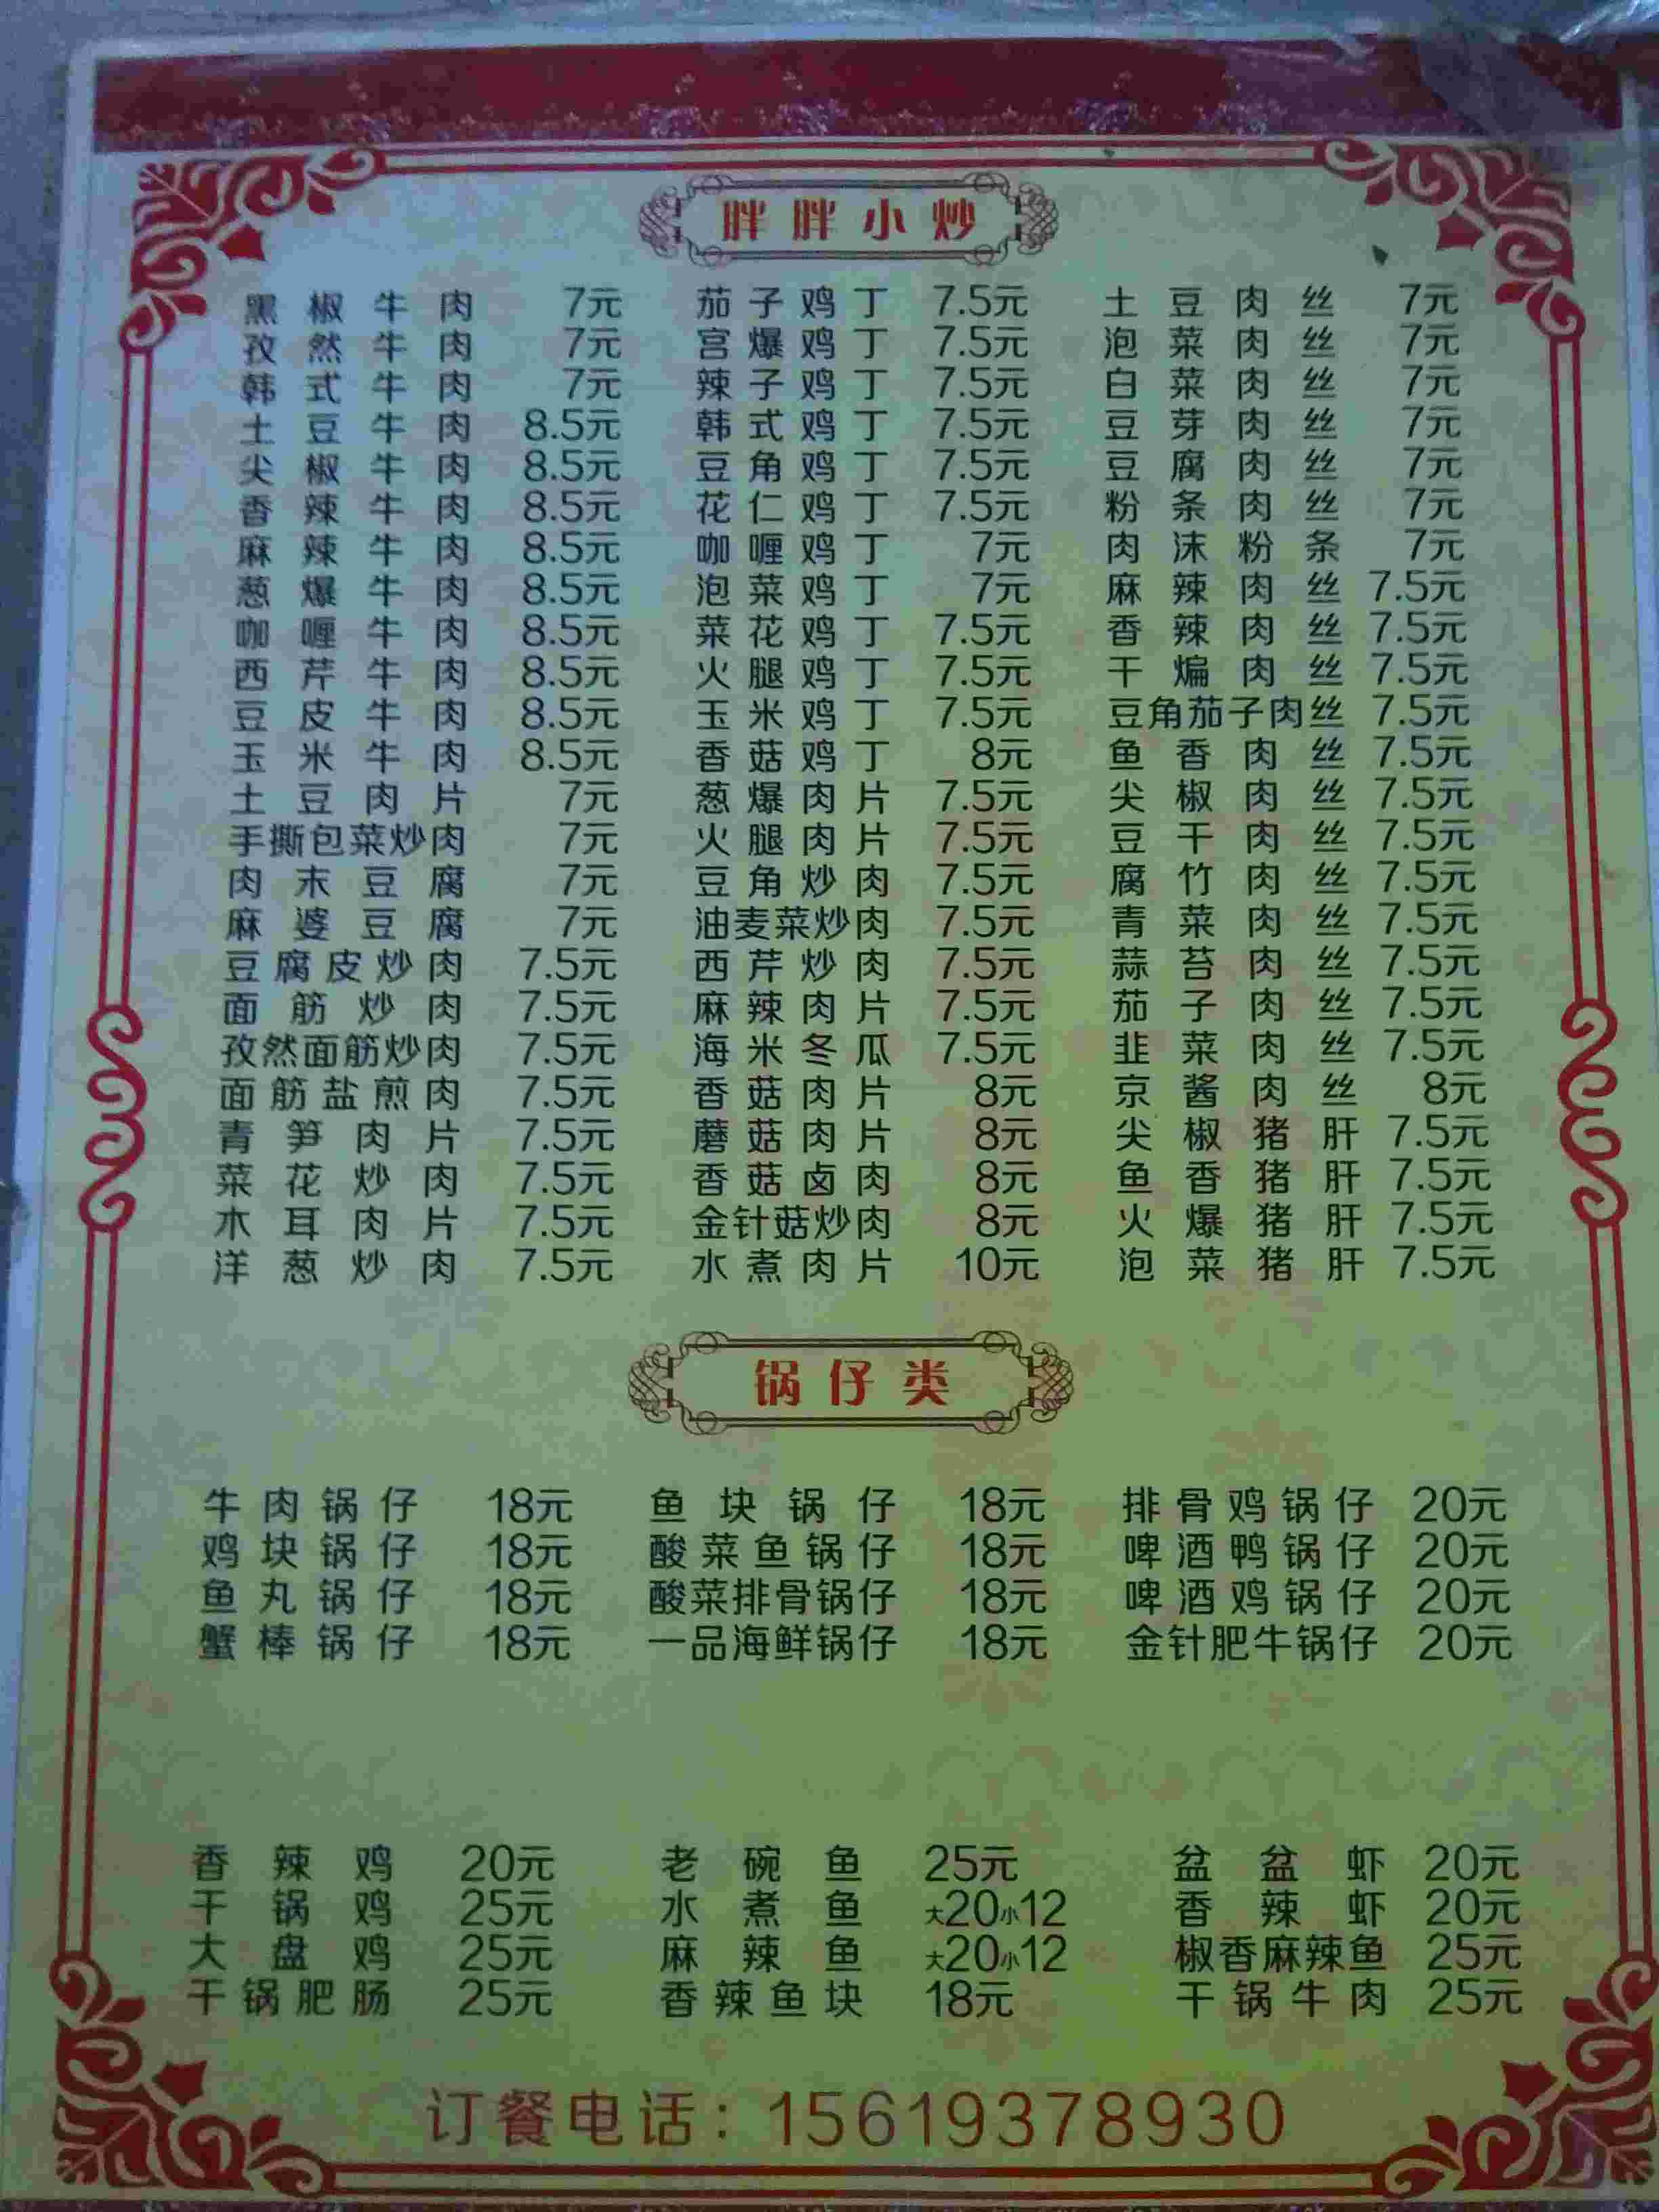 胖胖小炒
黑椒牛肉 7元 茄子鸡丁 7.5元 土豆肉丝 7元
孜然牛肉 7元 宫爆鸡丁 7.5元 泡菜肉丝 7元
韩式牛肉 7元 辣子鸡丁 7.5元 白菜肉丝 7元
土豆牛肉 8.5元 韩式鸡丁 7.5元 豆芽肉丝 7元
尖椒牛肉 8.5元 豆角鸡丁 7.5元 豆腐肉丝 7元
香辣牛肉 8.5元 花仁鸡丁 7.5元 粉条肉丝 7元
麻辣牛肉 8.5元 咖喱鸡丁 7元 肉沫粉条 7元
葱爆牛肉 8.5元 泡菜鸡丁 7元 麻辣肉丝 7.5元
咖喱牛肉 8.5元 菜花鸡丁 7.5元 香辣肉丝 7.5元
西芹牛肉 8.5元 火腿鸡丁 7.5元 干煸肉丝 7.5元
豆皮牛肉 8.5元 玉米鸡丁 7.5元 豆角茄子肉丝 7.5元
玉米牛肉 8.5元 香菇鸡丁 8元 鱼香肉丝 7.5元
土豆肉片 7元 葱爆肉片 7.5元 尖椒肉丝 7.5元
手撕包菜炒肉 7元 火腿肉片 7.5元 豆干肉丝 7.5元
肉末豆腐 7元 豆角炒肉 7.5元 腐竹肉丝 7.5元
麻婆豆腐 7元 油麦菜炒肉 7.5元 青菜肉丝 7.5元
豆腐皮炒肉 7.5元 西芹炒肉 7.5元 蒜苔肉丝 7.5元
面筋炒肉 7.5元 麻辣肉片 7.5元 茄子肉丝 7.5元
孜然面筋炒肉 7.5元 海米冬瓜 7.5元 韭菜肉丝 7.5元
面筋盐煎肉 7.5元 香菇肉片 8元 京酱肉丝 8元
青笋肉片 7.5元 蘑菇肉片 8元 尖椒猪肝 7.5元
菜花炒肉 7.5元 香菇卤肉 8元 鱼香猪肝 7.5元
木耳肉片 7.5元 金针菇炒肉 8元 火爆猪肝 7.5元
洋葱炒肉 7.5元 水煮肉片 10元 泡菜猪肝 7.5元
锅仔类
牛肉锅仔 18元 鱼块锅仔 18元 排骨鸡锅仔 20元
鸡块锅仔 18元 酸菜鱼锅仔 18元 啤酒鸭锅仔 20元
鱼丸锅仔 18元 酸菜排骨锅仔 18元 啤酒鸡锅仔 20元
蟹棒锅仔 18元 一品海鲜锅仔 18元 金针肥牛锅仔 20元
香辣鸡 20元 老碗鱼 25元 盆盆虾 20元
干锅鸡 25元 水煮鱼 大20小12 香辣虾 20元
大盘鸡 25元 麻辣鱼 大20小12 椒香麻辣鱼 25元
干锅肥肠 25元 香辣鱼块 18元 干锅牛肉 25元
订餐电话：15619378930